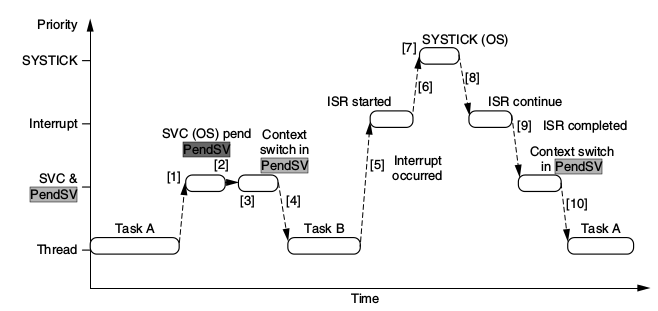 Priority
SYSTICK (OS)
[7]
SYSTICK
[6]
[8]
ISR started
ISR continue
Interrupt
[9] ISR completed
SVC (OS) pend
PendSV
Context
switch in
PendSV
[2]
[1]
[5] Interrupt
occurred
Context switch
in PendSV
SVC &
PendSV
[3]
[4]
[10]
Task A
Task B
Task A
Thread
Time